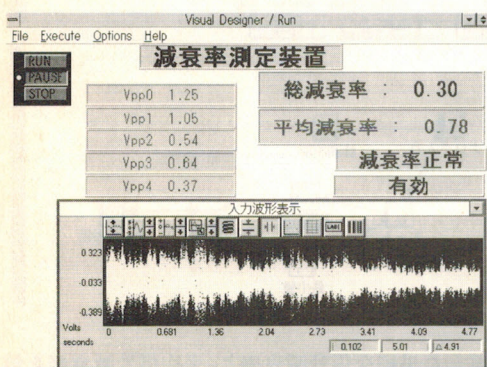 Visual Designer / Run
File Execute Options Help
RUN
PAUSE
STOP
減衰率測定装置
Vpp0 1.25
Vpp1 1.05
Vpp2 0.54
Vpp3 0.64
Vpp4 0.37
総減衰率 : 0.30
平均減衰率 : 0.78
減衰率正常
有効
入力波形表示
LABEL
0.323
-0.033
-0.389
Volts
0 0.681 1.36 2.04 2.73 3.41 4.09 4.77
seconds
0.102 5.01 △4.91